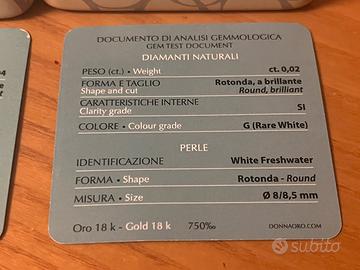 DOCUMENTO DI ANALISI GEMMOLOGICA
GEM TEST DOCUMENT
DIAMANTI NATURALI
PESO (ct.) • Weight ct. 0,02
FORMA E TAGLIO Rotonda, a brillante
Shape and cut Round, brilliant
CARATTERISTICHE INTERNE
Clarity grade SI
COLORE • Colour grade G (Rare White)
PERLE
IDENTIFICAZIONE White Freshwater
FORMA • Shape Rotonda - Round
MISURA • Size Ø 8/8,5 mm
Oro 18 k - Gold 18 k 750‰ DONNAORO.COM
subito